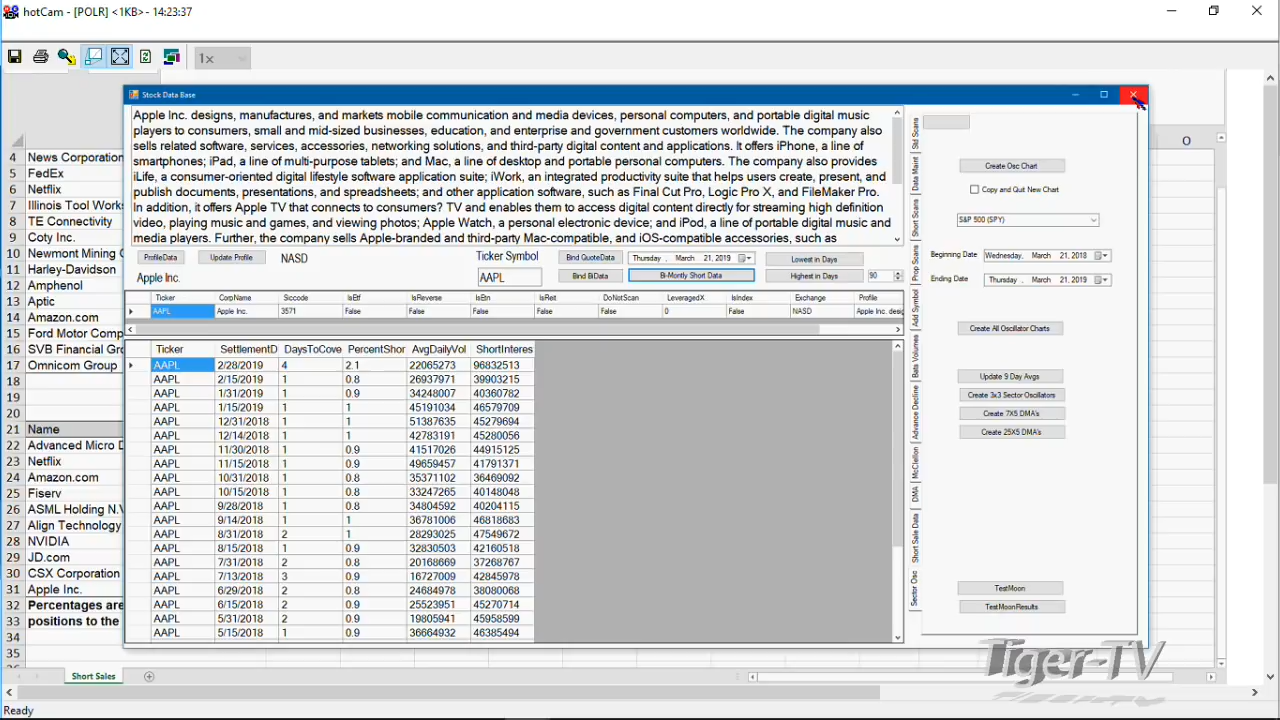 hotCam - [POLR] <1KB> - 14:23:37
1x
Stock Data Base
Apple Inc. designs, manufactures, and markets mobile communication and media devices, personal computers, and portable digital music
players to consumers, small and mid-sized businesses, education, and enterprise and government customers worldwide. The company also
sells related software, services, accessories, networking solutions, and third-party digital content and applications. It offers iPhone, a line of
smartphones; iPad, a line of multi-purpose tablets; and Mac, a line of desktop and portable personal computers. The company also provides
iLife, a consumer-oriented digital lifestyle software application suite; iWork, an integrated productivity suite that helps users create, present, and
publish documents, presentations, and spreadsheets; and other application software, such as Final Cut Pro, Logic Pro X, and FileMaker Pro.
In addition, it offers Apple TV that connects to consumers? TV and enables them to access digital content directly for streaming high definition
video, playing music and games, and viewing photos; Apple Watch, a personal electronic device; and iPod, a line of portable digital music and
media players. Further, the company sells Apple-branded and third-party Mac-compatible, and iOS-compatible accessories, such as
ProfileData Update Profile NASD Ticker Symbol Bind QuoteData Thursday , March 21, 2019 Lowest in Days
Apple Inc. AAPL Bind BiData Bi-Montly Short Data Highest in Days 90
Ticker CorpName Siccode IsEtf IsReverse IsEtn IsReit DoNotScan LeveragedX IsIndex Exchange Profile
AAPL Apple Inc. 3571 False False False False False 0 False NASD Apple Inc. desig
Ticker SettlementD DaysToCove PercentShor AvgDailyVol ShortInteres
AAPL 2/28/2019 4 2.1 22065273 96832513
AAPL 2/15/2019 1 0.8 26937971 39903215
AAPL 1/31/2019 1 0.9 34248007 40360782
AAPL 1/15/2019 1 1 45191034 46579709
AAPL 12/31/2018 1 1 51387635 45279694
AAPL 12/14/2018 1 1 42783191 45280056
AAPL 11/30/2018 1 0.9 41517026 44915125
AAPL 11/15/2018 1 0.9 49659457 41791371
AAPL 10/31/2018 1 0.8 35371102 36469092
AAPL 10/15/2018 1 0.8 33247265 40148048
AAPL 9/28/2018 1 0.8 34804592 40204115
AAPL 9/14/2018 1 1 36781006 46818683
AAPL 8/31/2018 2 1 28293025 47549672
AAPL 8/15/2018 1 0.9 32830503 42160518
AAPL 7/31/2018 2 0.8 20168669 37268767
AAPL 7/13/2018 3 0.9 16727009 42845978
AAPL 6/29/2018 2 0.8 24684978 38080068
AAPL 6/15/2018 2 0.9 25523951 45270714
AAPL 5/31/2018 2 0.9 19805941 45958599
AAPL 5/15/2018 1 0.9 36664932 46385494
Std Scans
Data Maint
Short Scans
Prop Scans
Add Symbol
Bats Volumes
Advance Decline
McClellon
DMA
Short Sale Data
Sector Osc
Create Osc Chart
Copy and Quit New Chart
S&P 500 (SPY)
Beginning Date Wednesday, March 21, 2018
Ending Date Thursday , March 21, 2019
Create All Oscillator Charts
Update 9 Day Avgs
Create 3x3 Sector Oscillators
Create 7X5 DMA's
Create 25X5 DMA's
TestMoon
TestMoonResults
O
4 News Corporation
5 FedEx
6 Netflix
7 Illinois Tool Works
8 TE Connectivity
9 Coty Inc.
10 Newmont Mining
11 Harley-Davidson
12 Amphenol
13 Aptic
14 Amazon.com
15 Ford Motor Comp
16 SVB Financial Gr
17 Omnicom Group
18
19
20
21 Name
22 Advanced Micro D
23 Netflix
24 Amazon.com
25 Fiserv
26 ASML Holding N.V
27 Align Technology
28 NVIDIA
29 JD.com
30 CSX Corporation
31 Apple Inc.
32 Percentages are
33 positions to the
34
35
Short Sales
Ready
Tiger-TV